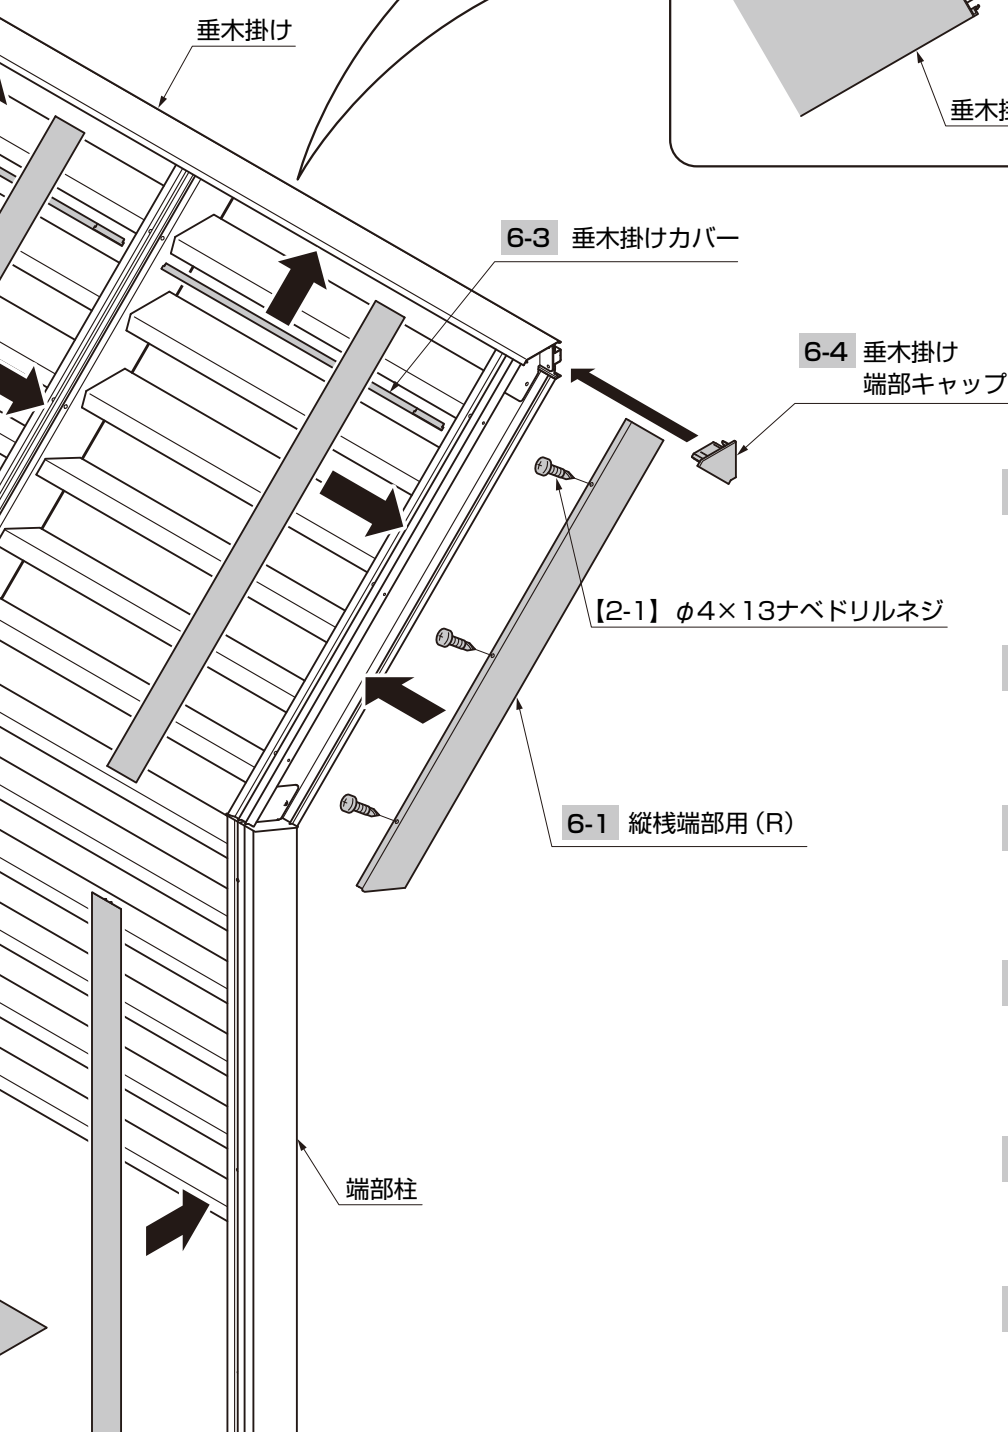 垂木掛け
垂木掛
6-3 垂木掛けカバー
6-4 垂木掛け
端部キャップ
【2-1】φ4×13ナベドリルネジ
6-1 縦桟端部用（R）
端部柱